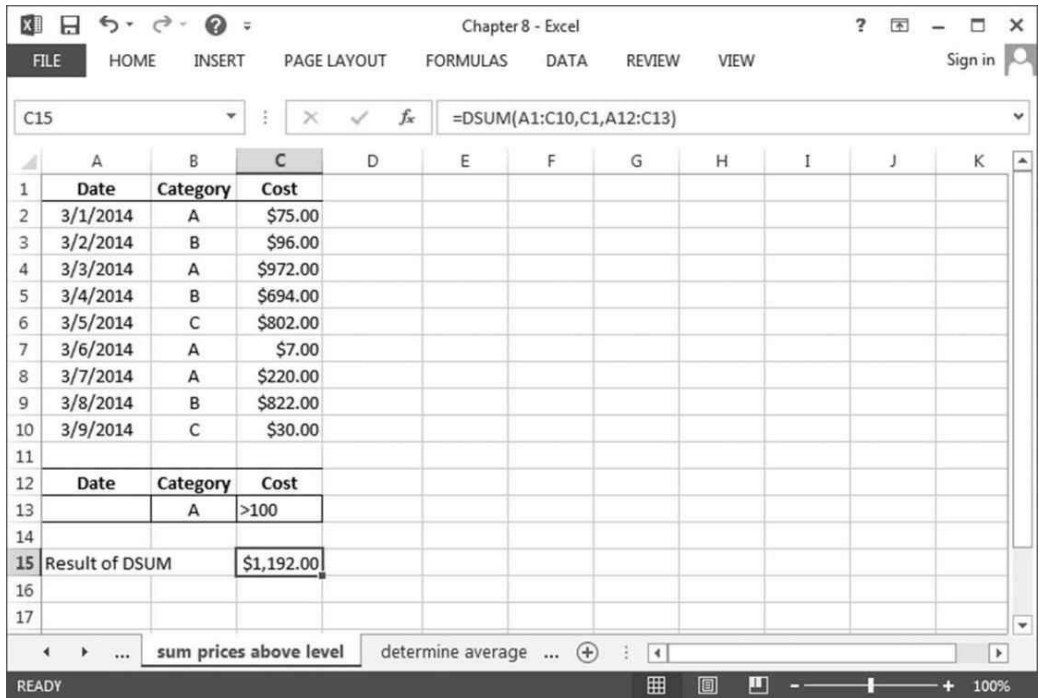 Chapter 8 - Excel
FILE HOME INSERT PAGE LAYOUT FORMULAS DATA REVIEW VIEW Sign in
C15 fx =DSUM(A1:C10,C1,A12:C13)
A B C D E F G H I J K
1 Date Category Cost
2 3/1/2014 A $75.00
3 3/2/2014 B $96.00
4 3/3/2014 A $972.00
5 3/4/2014 B $694.00
6 3/5/2014 C $802.00
7 3/6/2014 A $7.00
8 3/7/2014 A $220.00
9 3/8/2014 B $822.00
10 3/9/2014 C $30.00
11
12 Date Category Cost
13 A >100
14
15 Result of DSUM $1,192.00
16
17
... sum prices above level determine average ...
READY 100%